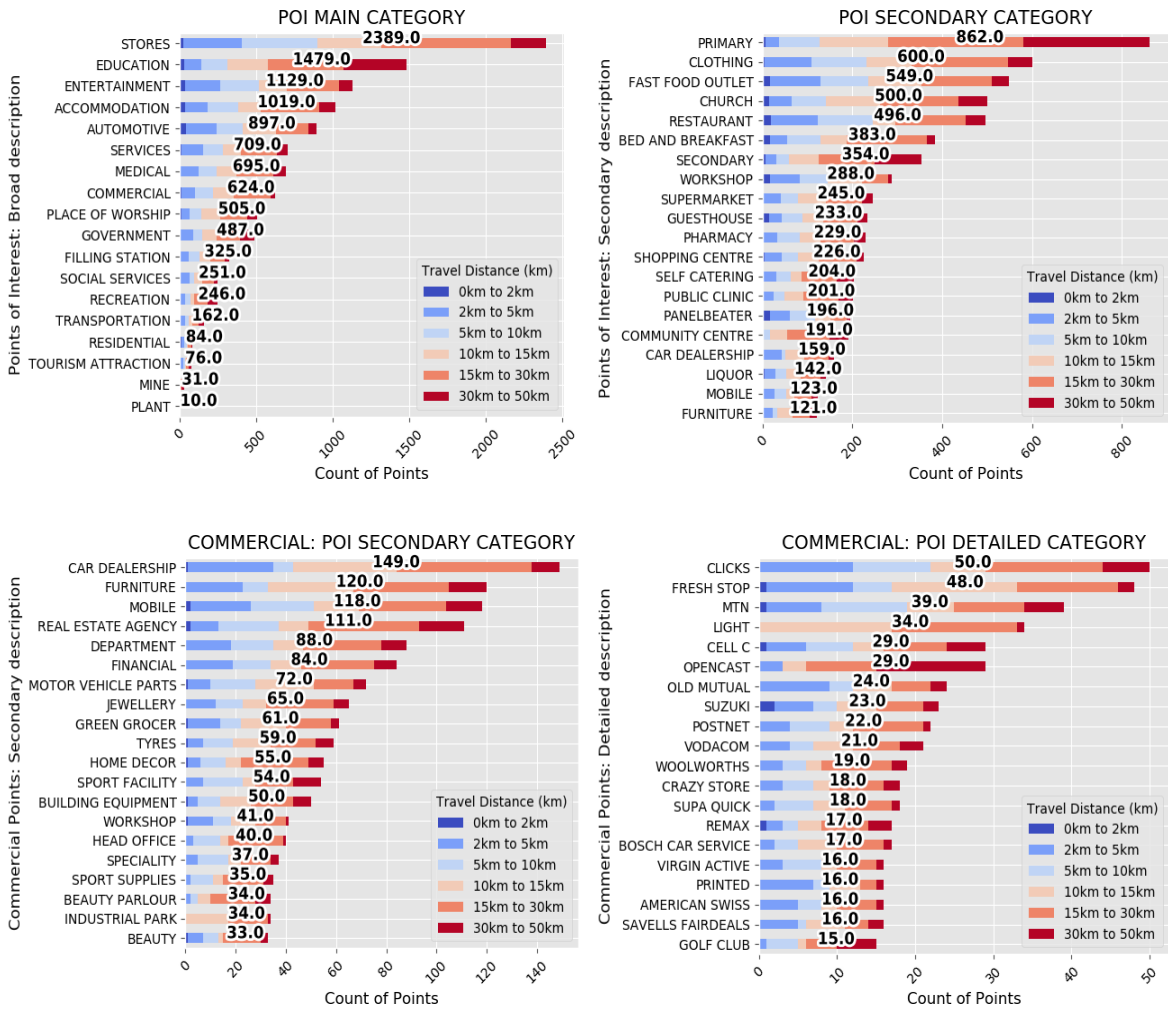 POI MAIN CATEGORY
Points of Interest: Broad description
STORES 2389.0
EDUCATION 1479.0
ENTERTAINMENT 1129.0
ACCOMMODATION 1019.0
AUTOMOTIVE 897.0
SERVICES 709.0
MEDICAL 695.0
COMMERCIAL 624.0
PLACE OF WORSHIP 505.0
GOVERNMENT 487.0
FILLING STATION 325.0
SOCIAL SERVICES 251.0
RECREATION 246.0
TRANSPORTATION 162.0
RESIDENTIAL 84.0
TOURISM ATTRACTION 76.0
MINE 31.0
PLANT 10.0
Travel Distance (km)
0km to 2km
2km to 5km
5km to 10km
10km to 15km
15km to 30km
30km to 50km
0 500 1000 1500 2000 2500
Count of Points
POI SECONDARY CATEGORY
Points of Interest: Secondary description
PRIMARY 862.0
CLOTHING 600.0
FAST FOOD OUTLET 549.0
CHURCH 500.0
RESTAURANT 496.0
BED AND BREAKFAST 383.0
SECONDARY 354.0
WORKSHOP 288.0
SUPERMARKET 245.0
GUESTHOUSE 233.0
PHARMACY 229.0
SHOPPING CENTRE 226.0
SELF CATERING 204.0
PUBLIC CLINIC 201.0
PANELBEATER 196.0
COMMUNITY CENTRE 191.0
CAR DEALERSHIP 159.0
LIQUOR 142.0
MOBILE 123.0
FURNITURE 121.0
Travel Distance (km)
0km to 2km
2km to 5km
5km to 10km
10km to 15km
15km to 30km
30km to 50km
0 200 400 600 800
Count of Points
COMMERCIAL: POI SECONDARY CATEGORY
Commercial Points: Secondary description
CAR DEALERSHIP 149.0
FURNITURE 120.0
MOBILE 118.0
REAL ESTATE AGENCY 111.0
DEPARTMENT 88.0
FINANCIAL 84.0
MOTOR VEHICLE PARTS 72.0
JEWELLERY 65.0
GREEN GROCER 61.0
TYRES 59.0
HOME DECOR 55.0
SPORT FACILITY 54.0
BUILDING EQUIPMENT 50.0
WORKSHOP 41.0
HEAD OFFICE 40.0
SPECIALITY 37.0
SPORT SUPPLIES 35.0
BEAUTY PARLOUR 34.0
INDUSTRIAL PARK 34.0
BEAUTY 33.0
Travel Distance (km)
0km to 2km
2km to 5km
5km to 10km
10km to 15km
15km to 30km
30km to 50km
0 20 40 60 80 100 120 140
Count of Points
COMMERCIAL: POI DETAILED CATEGORY
Commercial Points: Detailed description
CLICKS 50.0
FRESH STOP 48.0
MTN 39.0
LIGHT 34.0
CELL C 29.0
OPENCAST 29.0
OLD MUTUAL 24.0
SUZUKI 23.0
POSTNET 22.0
VODACOM 21.0
WOOLWORTHS 19.0
CRAZY STORE 18.0
SUPA QUICK 18.0
REMAX 17.0
BOSCH CAR SERVICE 17.0
VIRGIN ACTIVE 16.0
PRINTED 16.0
AMERICAN SWISS 16.0
SAVELLS FAIRDEALS 16.0
GOLF CLUB 15.0
Travel Distance (km)
0km to 2km
2km to 5km
5km to 10km
10km to 15km
15km to 30km
30km to 50km
0 10 20 30 40 50
Count of Points